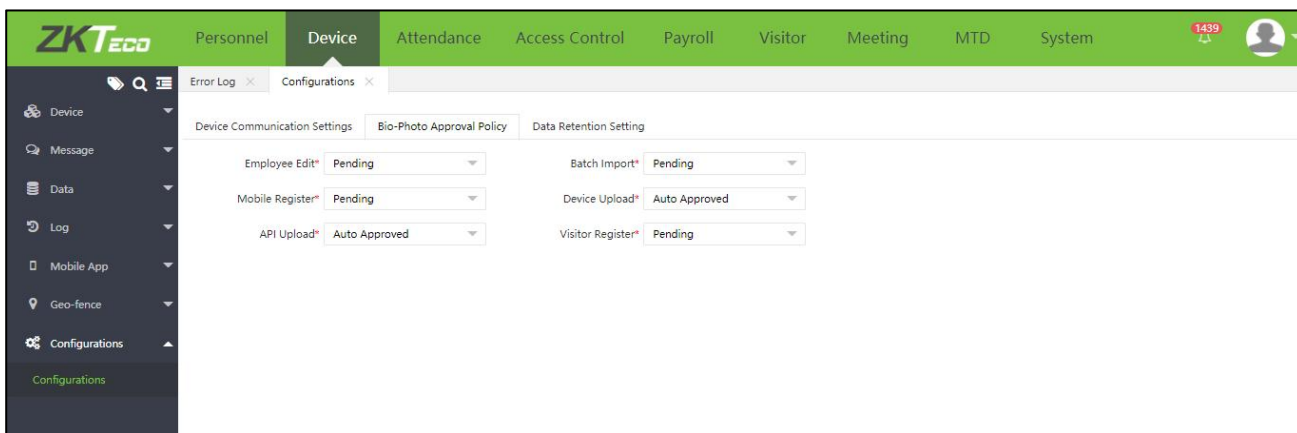 ZKTECO Personnel Device Attendance Access Control Payroll Visitor Meeting MTD System 1439
Error Log Configurations
Device
Message
Data
Log
Mobile App
Geo-fence
Configurations
Configurations
Device Communication Settings Bio-Photo Approval Policy Data Retention Setting
Employee Edit* Pending Batch Import* Pending
Mobile Register* Pending Device Upload* Auto Approved
API Upload* Auto Approved Visitor Register* Pending